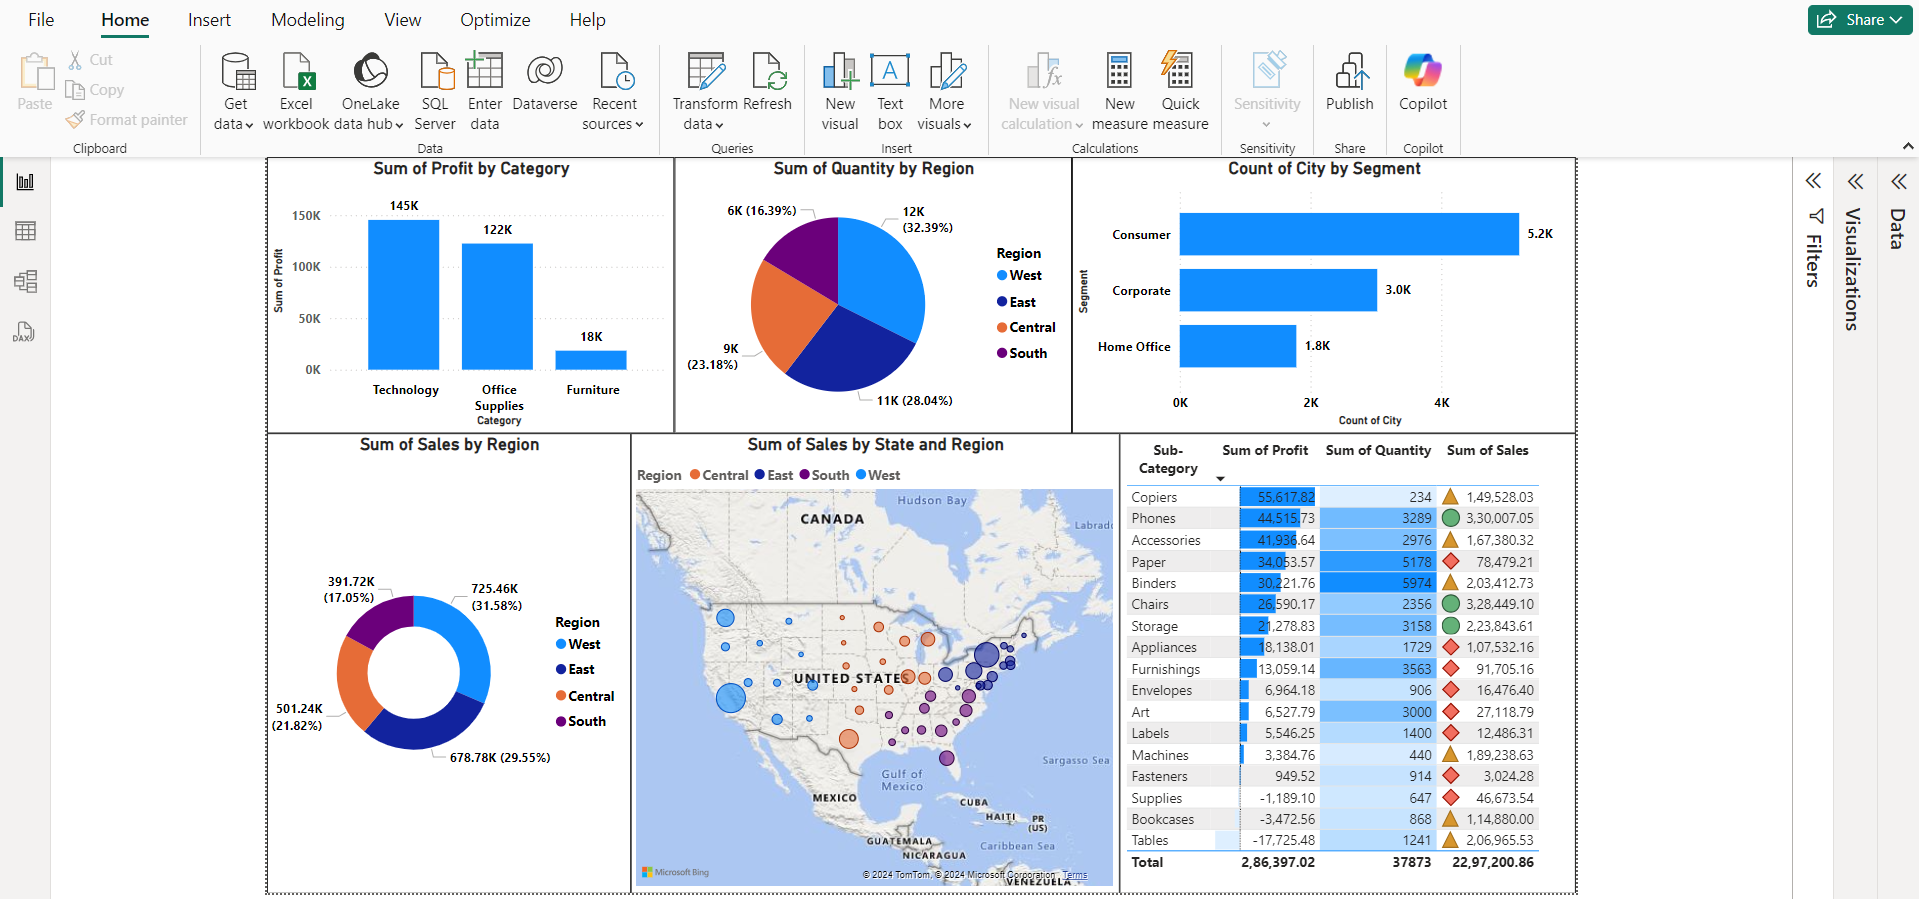 File Home Insert Modeling View Optimize Help Share
Paste
Cut
Copy
Format painter
Clipboard
Get data
Excel workbook
OneLake data hub
SQL Server
Enter data
Dataverse
Recent sources
Data
Transform data
Refresh
Queries
New visual
Text box
More visuals
Insert
New visual calculation
New measure
Quick measure
Calculations
Sensitivity
Sensitivity
Publish
Share
Copilot
Copilot
DAX
Sum of Profit by Category
Sum of Profit
150K
100K
50K
0K
145K
122K
18K
Technology
Office
Supplies
Furniture
Category
Sum of Quantity by Region
6K (16.39%)
12K
(32.39%)
9K
(23.18%)
11K (28.04%)
Region
West
East
Central
South
Count of City by Segment
Segment
Consumer 5.2K
Corporate 3.0K
Home Office 1.8K
0K 2K 4K
Count of City
Filters
Visualizations
Data
Sum of Sales by Region
391.72K
(17.05%)
725.46K
(31.58%)
501.24K
(21.82%)
678.78K (29.55%)
Region
West
East
Central
South
Sum of Sales by State and Region
Region Central East South West
Hudson Bay
CANADA
Labrado
UNITED STATES
Sargasso Sea
Gulf of
Mexico
MEXICO
CUBA
HAITI
PR
(US)
GUATEMALA
Caribbean Sea
NICARAGUA
VENEZUELA
Microsoft Bing
© 2024 TomTom, © 2024 Microsoft Corporation Terms
Sub-Category Sum of Profit Sum of Quantity Sum of Sales
Copiers 55,617.82 234 1,49,528.03
Phones 44,515.73 3289 3,30,007.05
Accessories 41,936.64 2976 1,67,380.32
Paper 34,053.57 5178 78,479.21
Binders 30,221.76 5974 2,03,412.73
Chairs 26,590.17 2356 3,28,449.10
Storage 21,278.83 3158 2,23,843.61
Appliances 18,138.01 1729 1,07,532.16
Furnishings 13,059.14 3563 91,705.16
Envelopes 6,964.18 906 16,476.40
Art 6,527.79 3000 27,118.79
Labels 5,546.25 1400 12,486.31
Machines 3,384.76 440 1,89,238.63
Fasteners 949.52 914 3,024.28
Supplies -1,189.10 647 46,673.54
Bookcases -3,472.56 868 1,14,880.00
Tables -17,725.48 1241 2,06,965.53
Total 2,86,397.02 37873 22,97,200.86